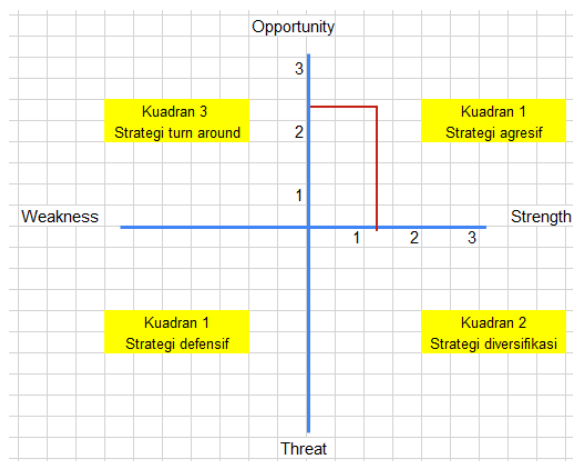 Opportunity
3
Kuadran 3
Strategi turn around
Kuadran 1
Strategi agresif
2
1
Weakness
Strength
1
2
3
Kuadran 1
Strategi defensif
Kuadran 2
Strategi diversifikasi
Threat